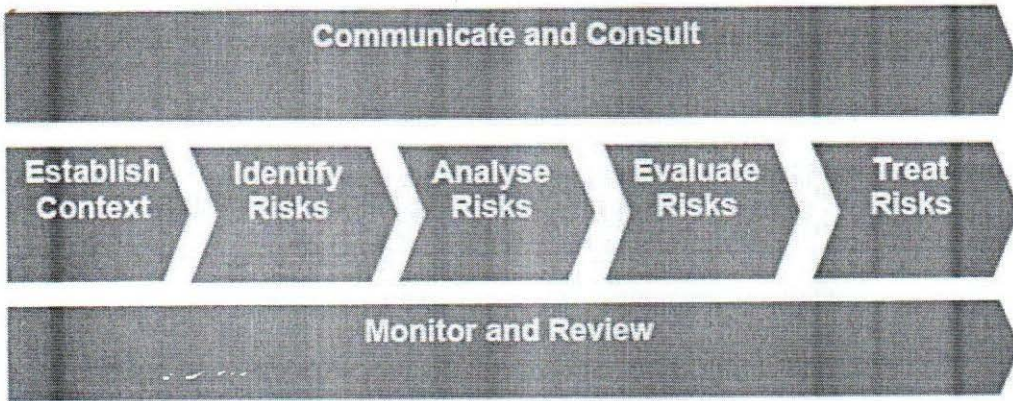 Communicate and Consult
Establish
Context
Identify
Risks
Analyse
Risks
Evaluate
Risks
Treat
Risks
Monitor and Review